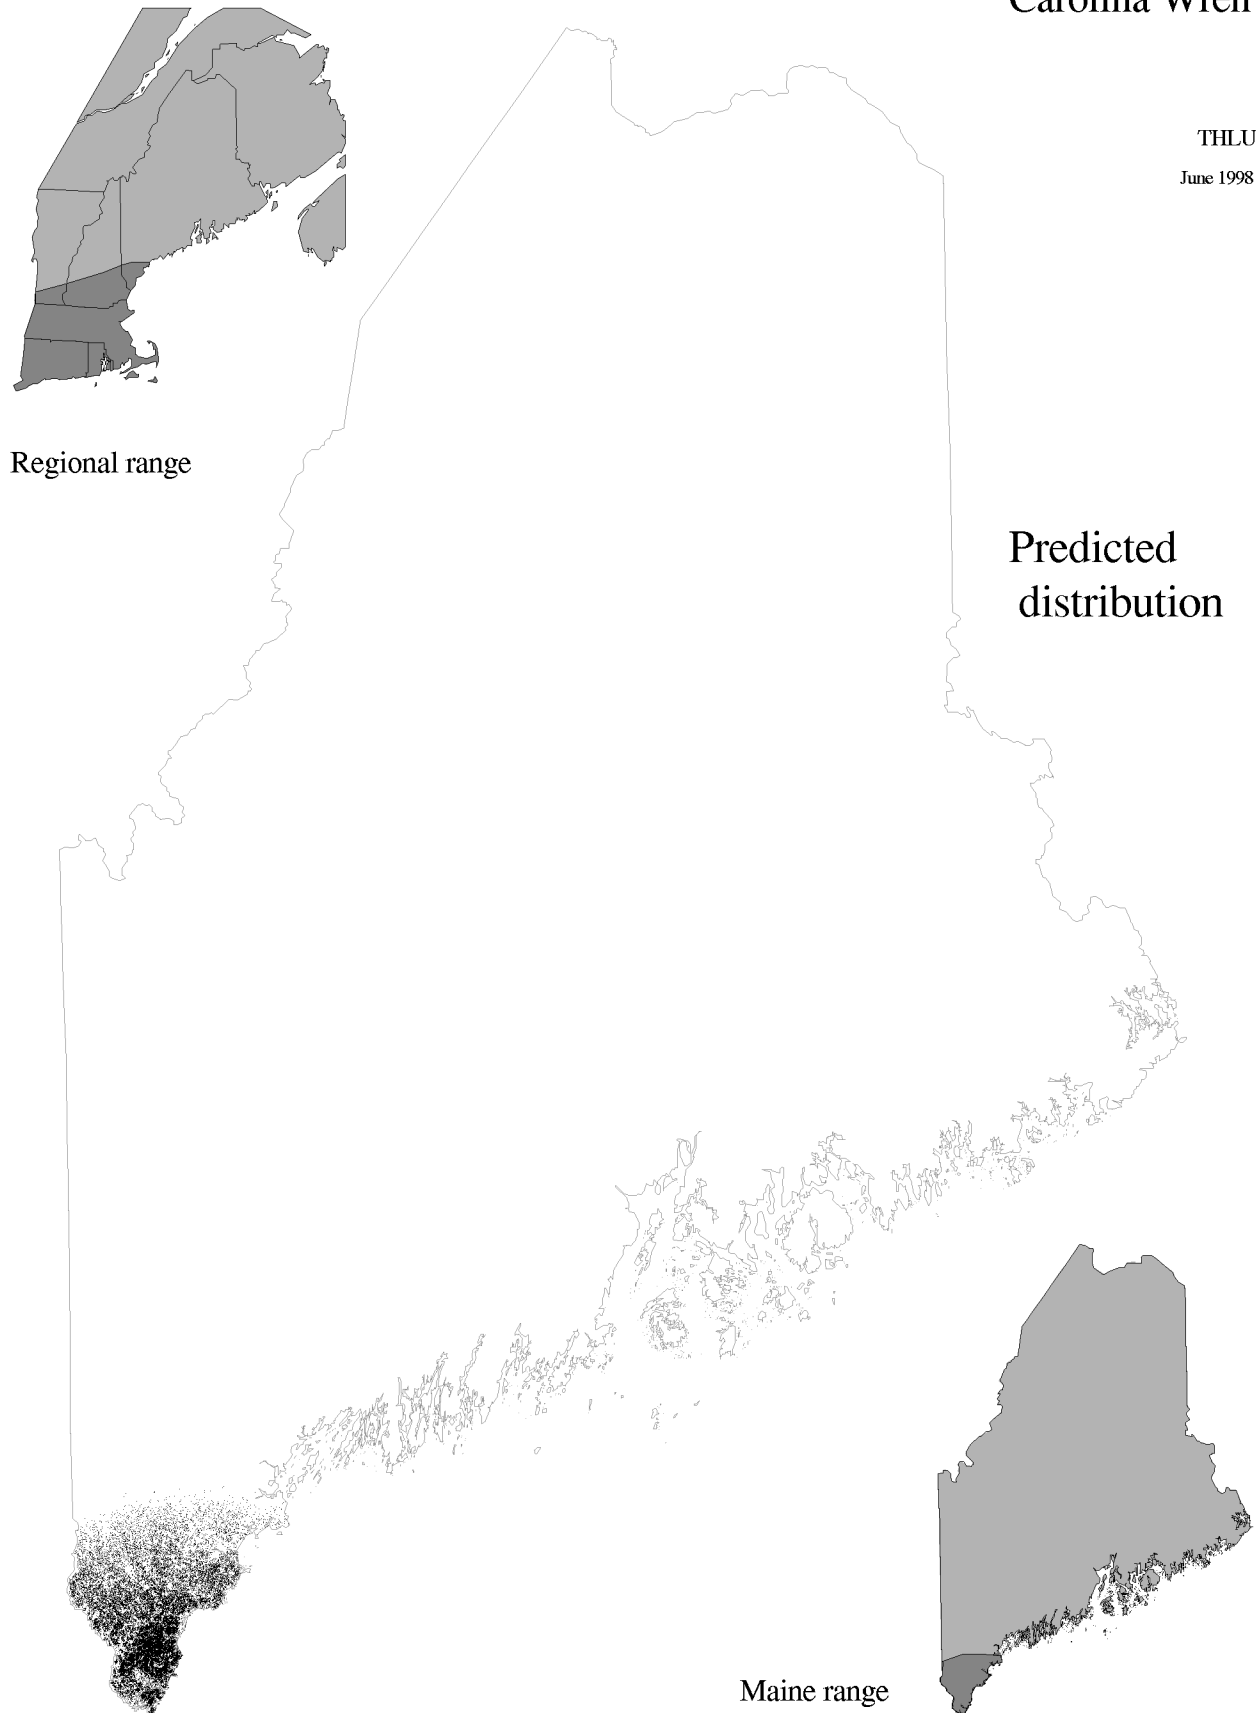 Carolina Wren
THLU
June 1998
Regional range
Predicted
distribution
Maine range